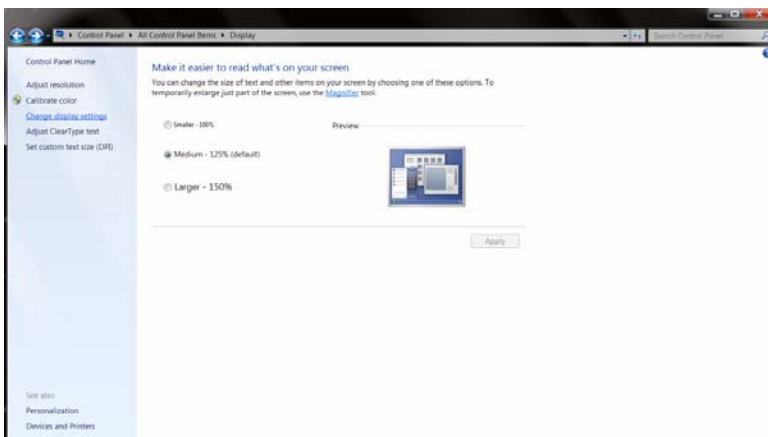 Control Panel ▸ All Control Panel Items ▸ Display
Search Control Panel
Control Panel Home
Adjust resolution
Calibrate color
Change display settings
Adjust ClearType text
Set custom text size (DPI)
Make it easier to read what's on your screen
You can change the size of text and other items on your screen by choosing one of these options. To
temporarily enlarge just part of the screen, use the Magnifier tool.
Smaller - 100%
Preview
Medium - 125% (default)
Larger - 150%
Apply
See also
Personalization
Devices and Printers